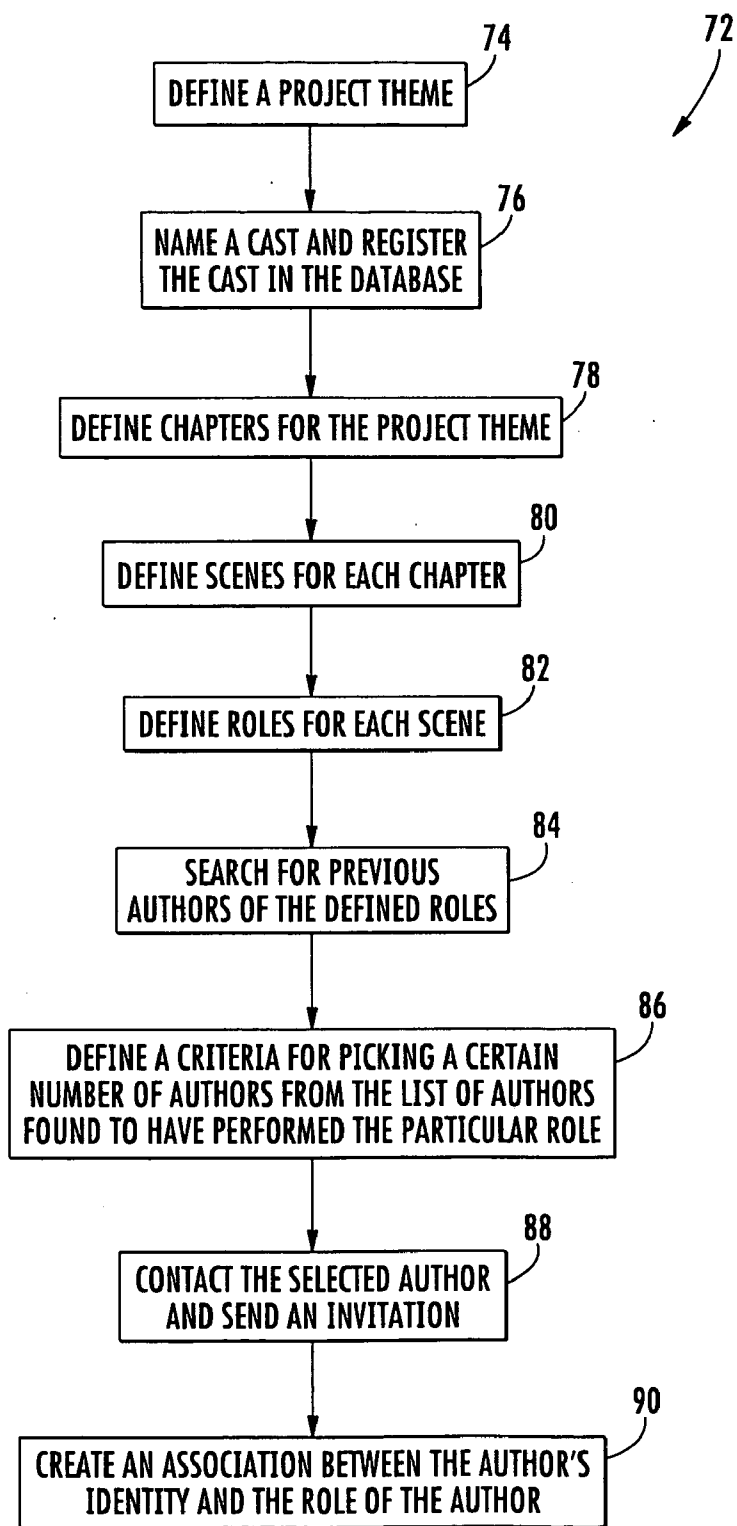 72
74
DEFINE A PROJECT THEME
76
NAME A CAST AND REGISTER
THE CAST IN THE DATABASE
78
DEFINE CHAPTERS FOR THE PROJECT THEME
80
DEFINE SCENES FOR EACH CHAPTER
82
DEFINE ROLES FOR EACH SCENE
84
SEARCH FOR PREVIOUS
AUTHORS OF THE DEFINED ROLES
86
DEFINE A CRITERIA FOR PICKING A CERTAIN
NUMBER OF AUTHORS FROM THE LIST OF AUTHORS
FOUND TO HAVE PERFORMED THE PARTICULAR ROLE
88
CONTACT THE SELECTED AUTHOR
AND SEND AN INVITATION
90
CREATE AN ASSOCIATION BETWEEN THE AUTHOR'S
IDENTITY AND THE ROLE OF THE AUTHOR